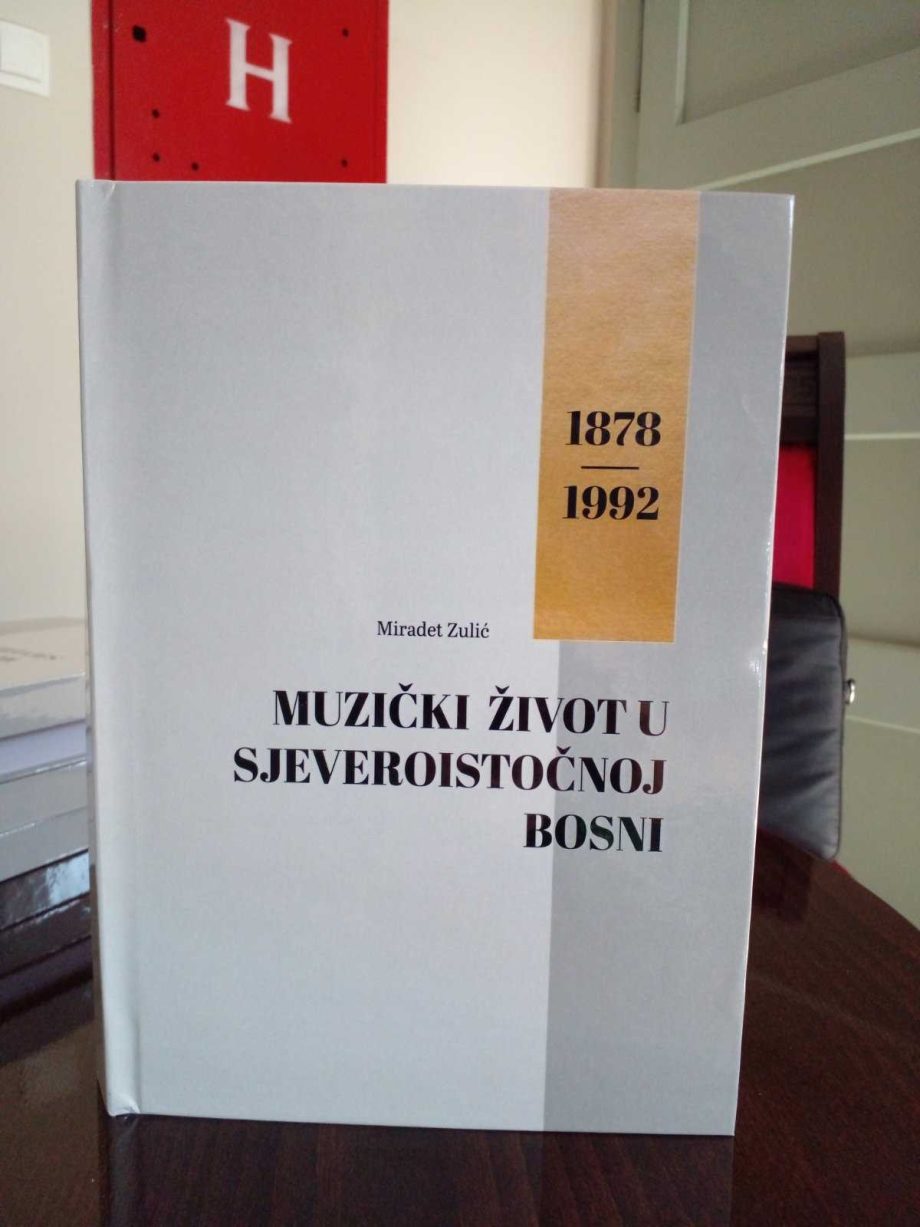 H
1878
1992
Miradet Zulić
MUZIČKI ŽIVOT U
SJEVEROISTOČNOJ
BOSNI